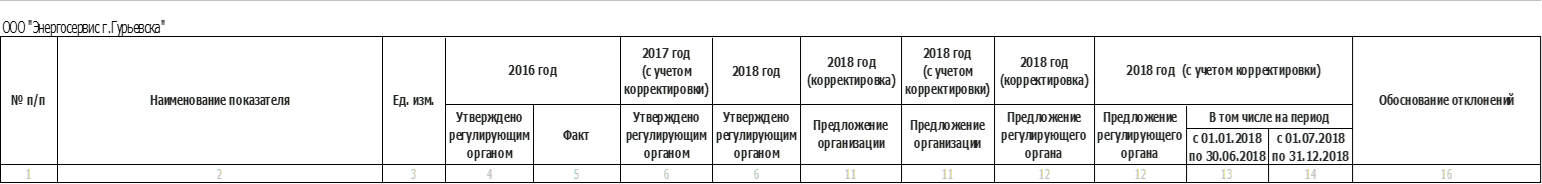 ООО "Энергосервис г.Гурьевска"
№ п/п
Наименование показателя
Ед. изм.
2016 год
2017 год
(с учетом
корректировки)
2018 год
2018 год
(корректировка)
2018 год
(с учетом
корректировки)
2018 год
(корректировка)
2018 год (с учетом корректировки)
Обоснование отклонений
Утверждено
регулирующим
органом
Факт
Утверждено
регулирующим
органом
Утверждено
регулирующим
органом
Предложение
организации
Предложение
организации
Предложение
регулирующего
органа
Предложение
регулирующего
органа
В том числе на период
с 01.01.2018
по 30.06.2018
с 01.07.2018
по 31.12.2018
1 2 3 4 5 6 6 11 11 12 12 13 14 16